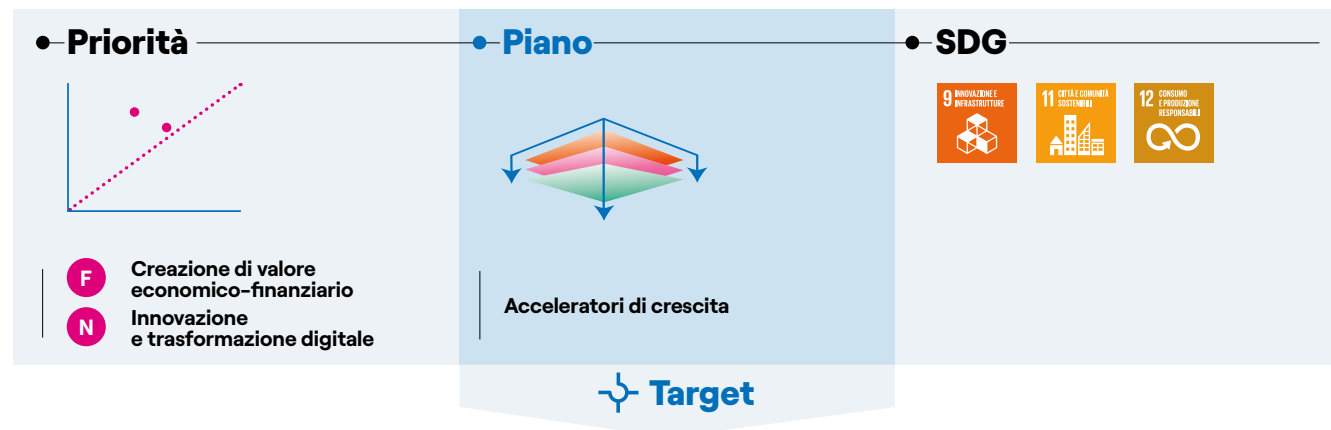 Priorità
F
Creazione di valore
economico-finanziario
N
Innovazione
e trasformazione digitale
Piano
Acceleratori di crescita
Target
SDG
9 INNOVAZIONE E
INFRASTRUTTURE
11 CITTÀ E COMUNITÀ
SOSTENIBILI
12 CONSUMO
E PRODUZIONE
RESPONSABILI